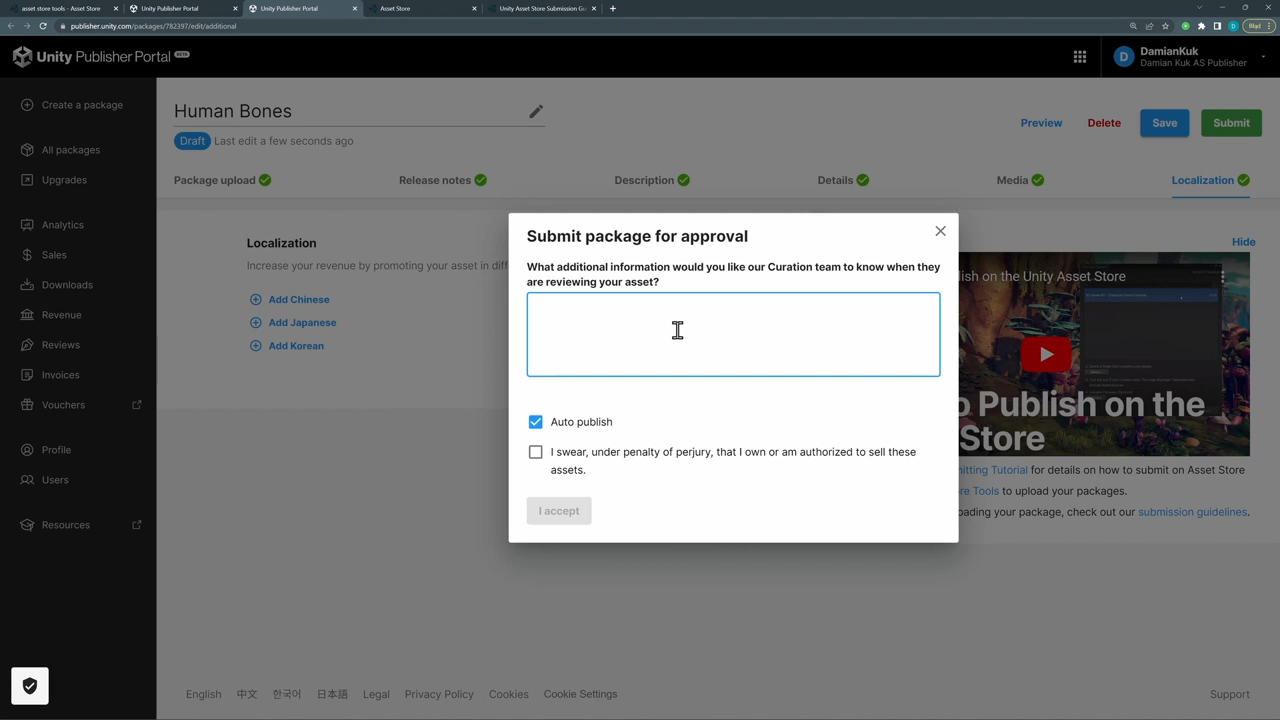 asset store tools - Asset Store
Unity Publisher Portal
Unity Publisher Portal
Asset Store
Unity Asset Store Submission Gu
publisher.unity.com/packages/782397/edit/additional
Błąd
Unity Publisher Portal BETA
D
DamianKuk
Damian Kuk AS Publisher
Create a package
All packages
Upgrades
Analytics
Sales
Downloads
Revenue
Reviews
Invoices
Vouchers
Profile
Users
Resources
Human Bones
Draft Last edit a few seconds ago
Preview Delete Save Submit
Package upload Release notes Description Details Media Localization
Localization
Increase your revenue by promoting your asset in diff
Add Chinese
Add Japanese
Add Korean
Submit package for approval
What additional information would you like our Curation team to know when they
are reviewing your asset?
Auto publish
I swear, under penalty of perjury, that I own or am authorized to sell these
assets.
I accept
Hide
blish on the Unity Asset Store
o Publish on the
Store
mitting Tutorial for details on how to submit on Asset Store
re Tools to upload your packages.
loading your package, check out our submission guidelines.
English 中文 한국어 日本語 Legal Privacy Policy Cookies Cookie Settings
Support